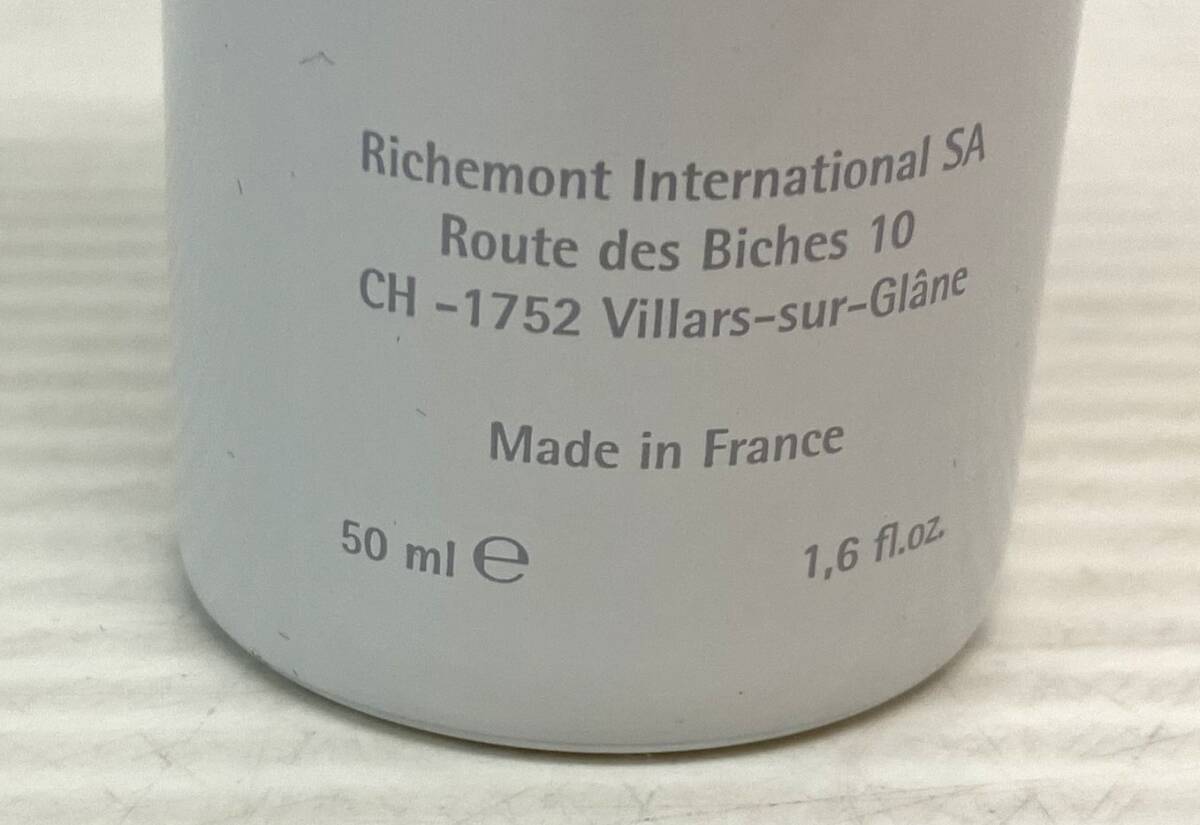 Richemont International SA
Route des Biches 10
CH -1752 Villars-sur-Glâne
Made in France
50 ml ℮ 1,6 fl.oz.